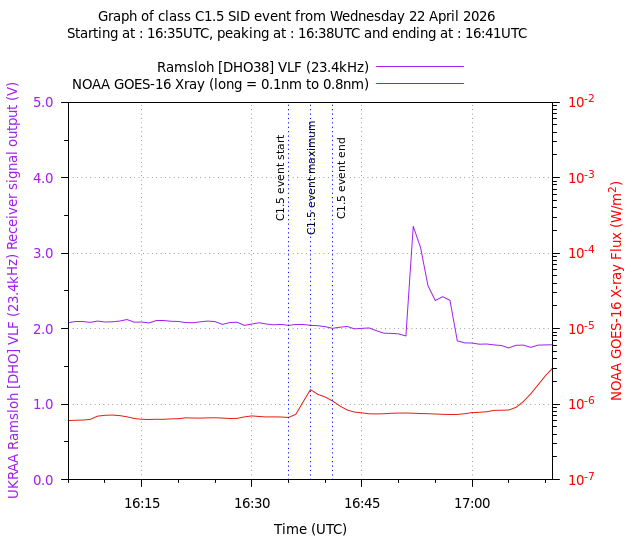 Graph of class C1.5 SID event from Wednesday 22 April 2026
Starting at : 16:35UTC, peaking at : 16:38UTC and ending at : 16:41UTC
Ramsloh [DHO38] VLF (23.4kHz)
NOAA GOES-16 Xray (long = 0.1nm to 0.8nm)
UKRAA Ramsloh [DHO] VLF (23.4kHz) Receiver signal output (V)
5.0
4.0
3.0
2.0
1.0
0.0
C1.5 event start
C1.5 event maximum
C1.5 event end
10^-2
10^-3
10^-4
10^-5
10^-6
10^-7
NOAA GOES-16 X-ray Flux (W/m^2)
16:15
16:30
16:45
17:00
Time (UTC)